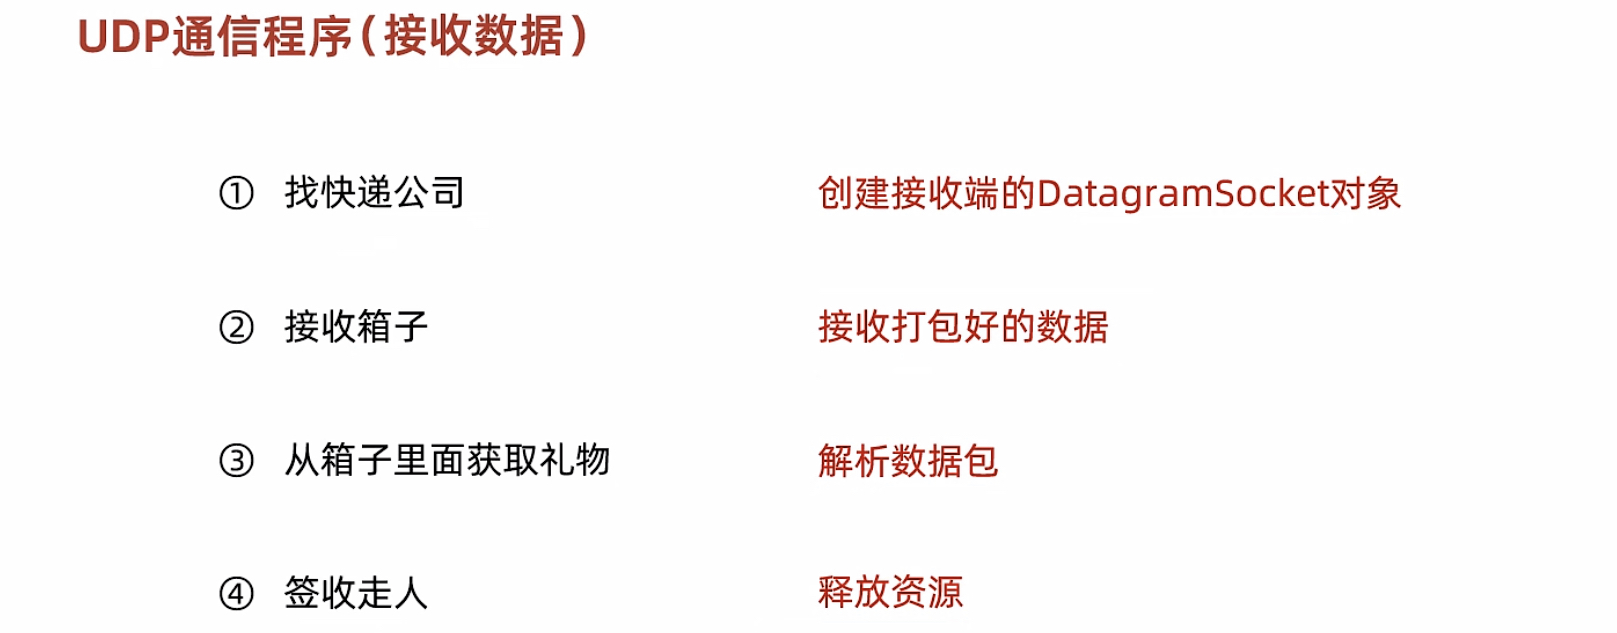 UDP通信程序(接收数据)
① 找快递公司 创建接收端的DatagramSocket对象
② 接收箱子 接收打包好的数据
③ 从箱子里面获取礼物 解析数据包
④ 签收走人 释放资源